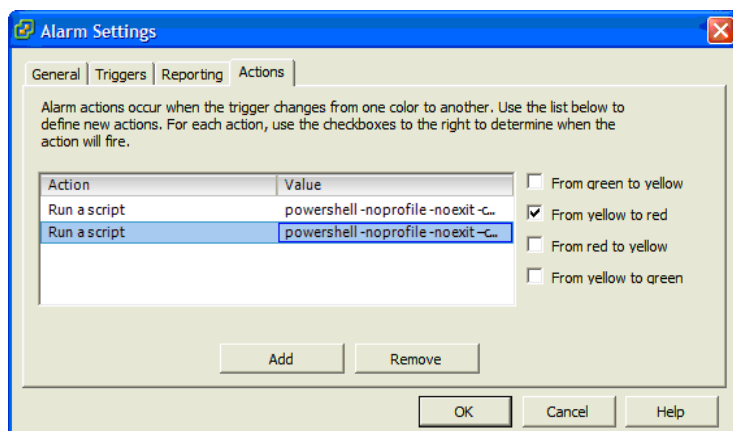 Alarm Settings
General
Triggers
Reporting
Actions
Alarm actions occur when the trigger changes from one color to another. Use the list below to
define new actions. For each action, use the checkboxes to the right to determine when the
action will fire.
Action Value
Run a script powershell -noprofile -noexit -c...
Run a script powershell -noprofile -noexit –c...
From green to yellow
From yellow to red
From red to yellow
From yellow to green
Add
Remove
OK
Cancel
Help